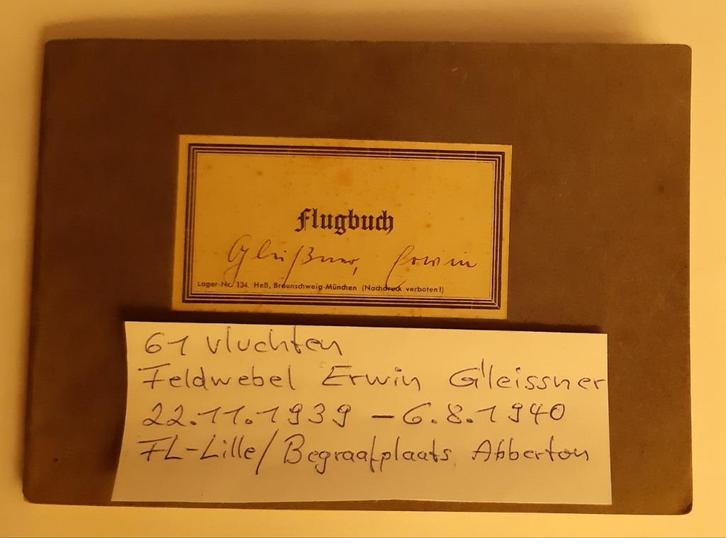 Flugbuch
Gleißner, Erwin
Lager-Nr. 134. Heß, Braunschweig-München (Nachdruck verboten!)
61 vluchten
Feldwebel Erwin Gleissner
22.11.1939 – 6.8.1940
FL-Lille/Begraafplaats Abberton